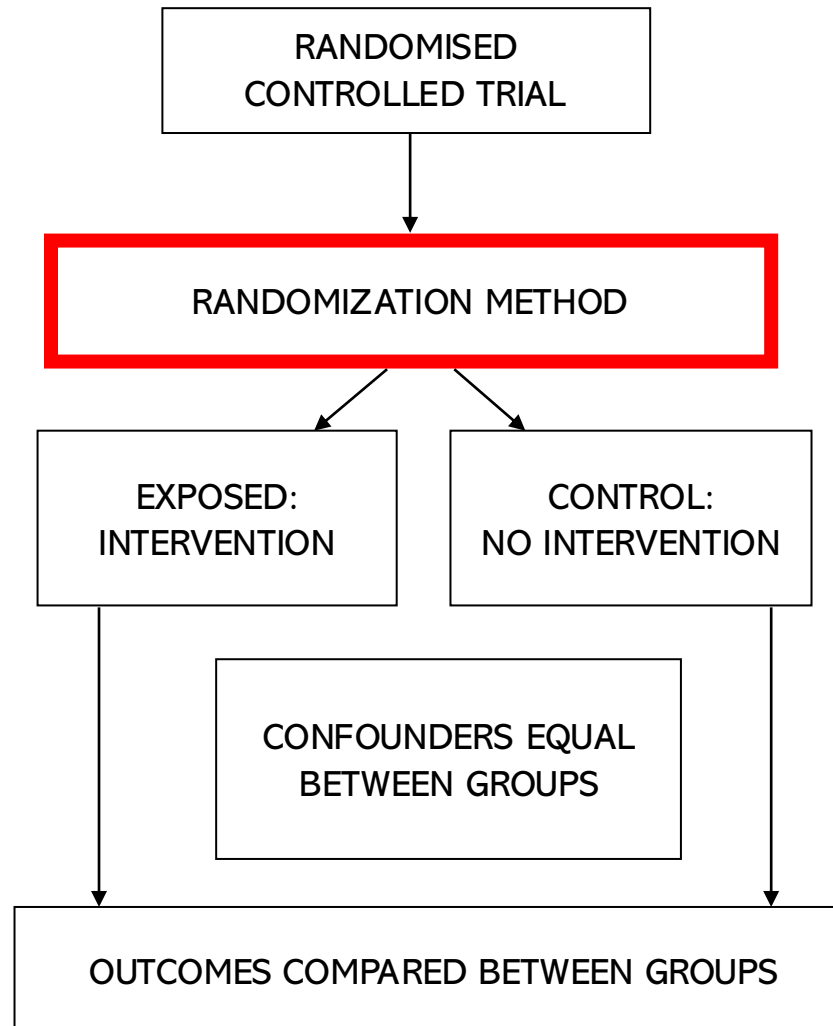 RANDOMISED
CONTROLLED TRIAL
RANDOMIZATION METHOD
EXPOSED:
INTERVENTION
CONTROL:
NO INTERVENTION
CONFOUNDERS EQUAL
BETWEEN GROUPS
OUTCOMES COMPARED BETWEEN GROUPS